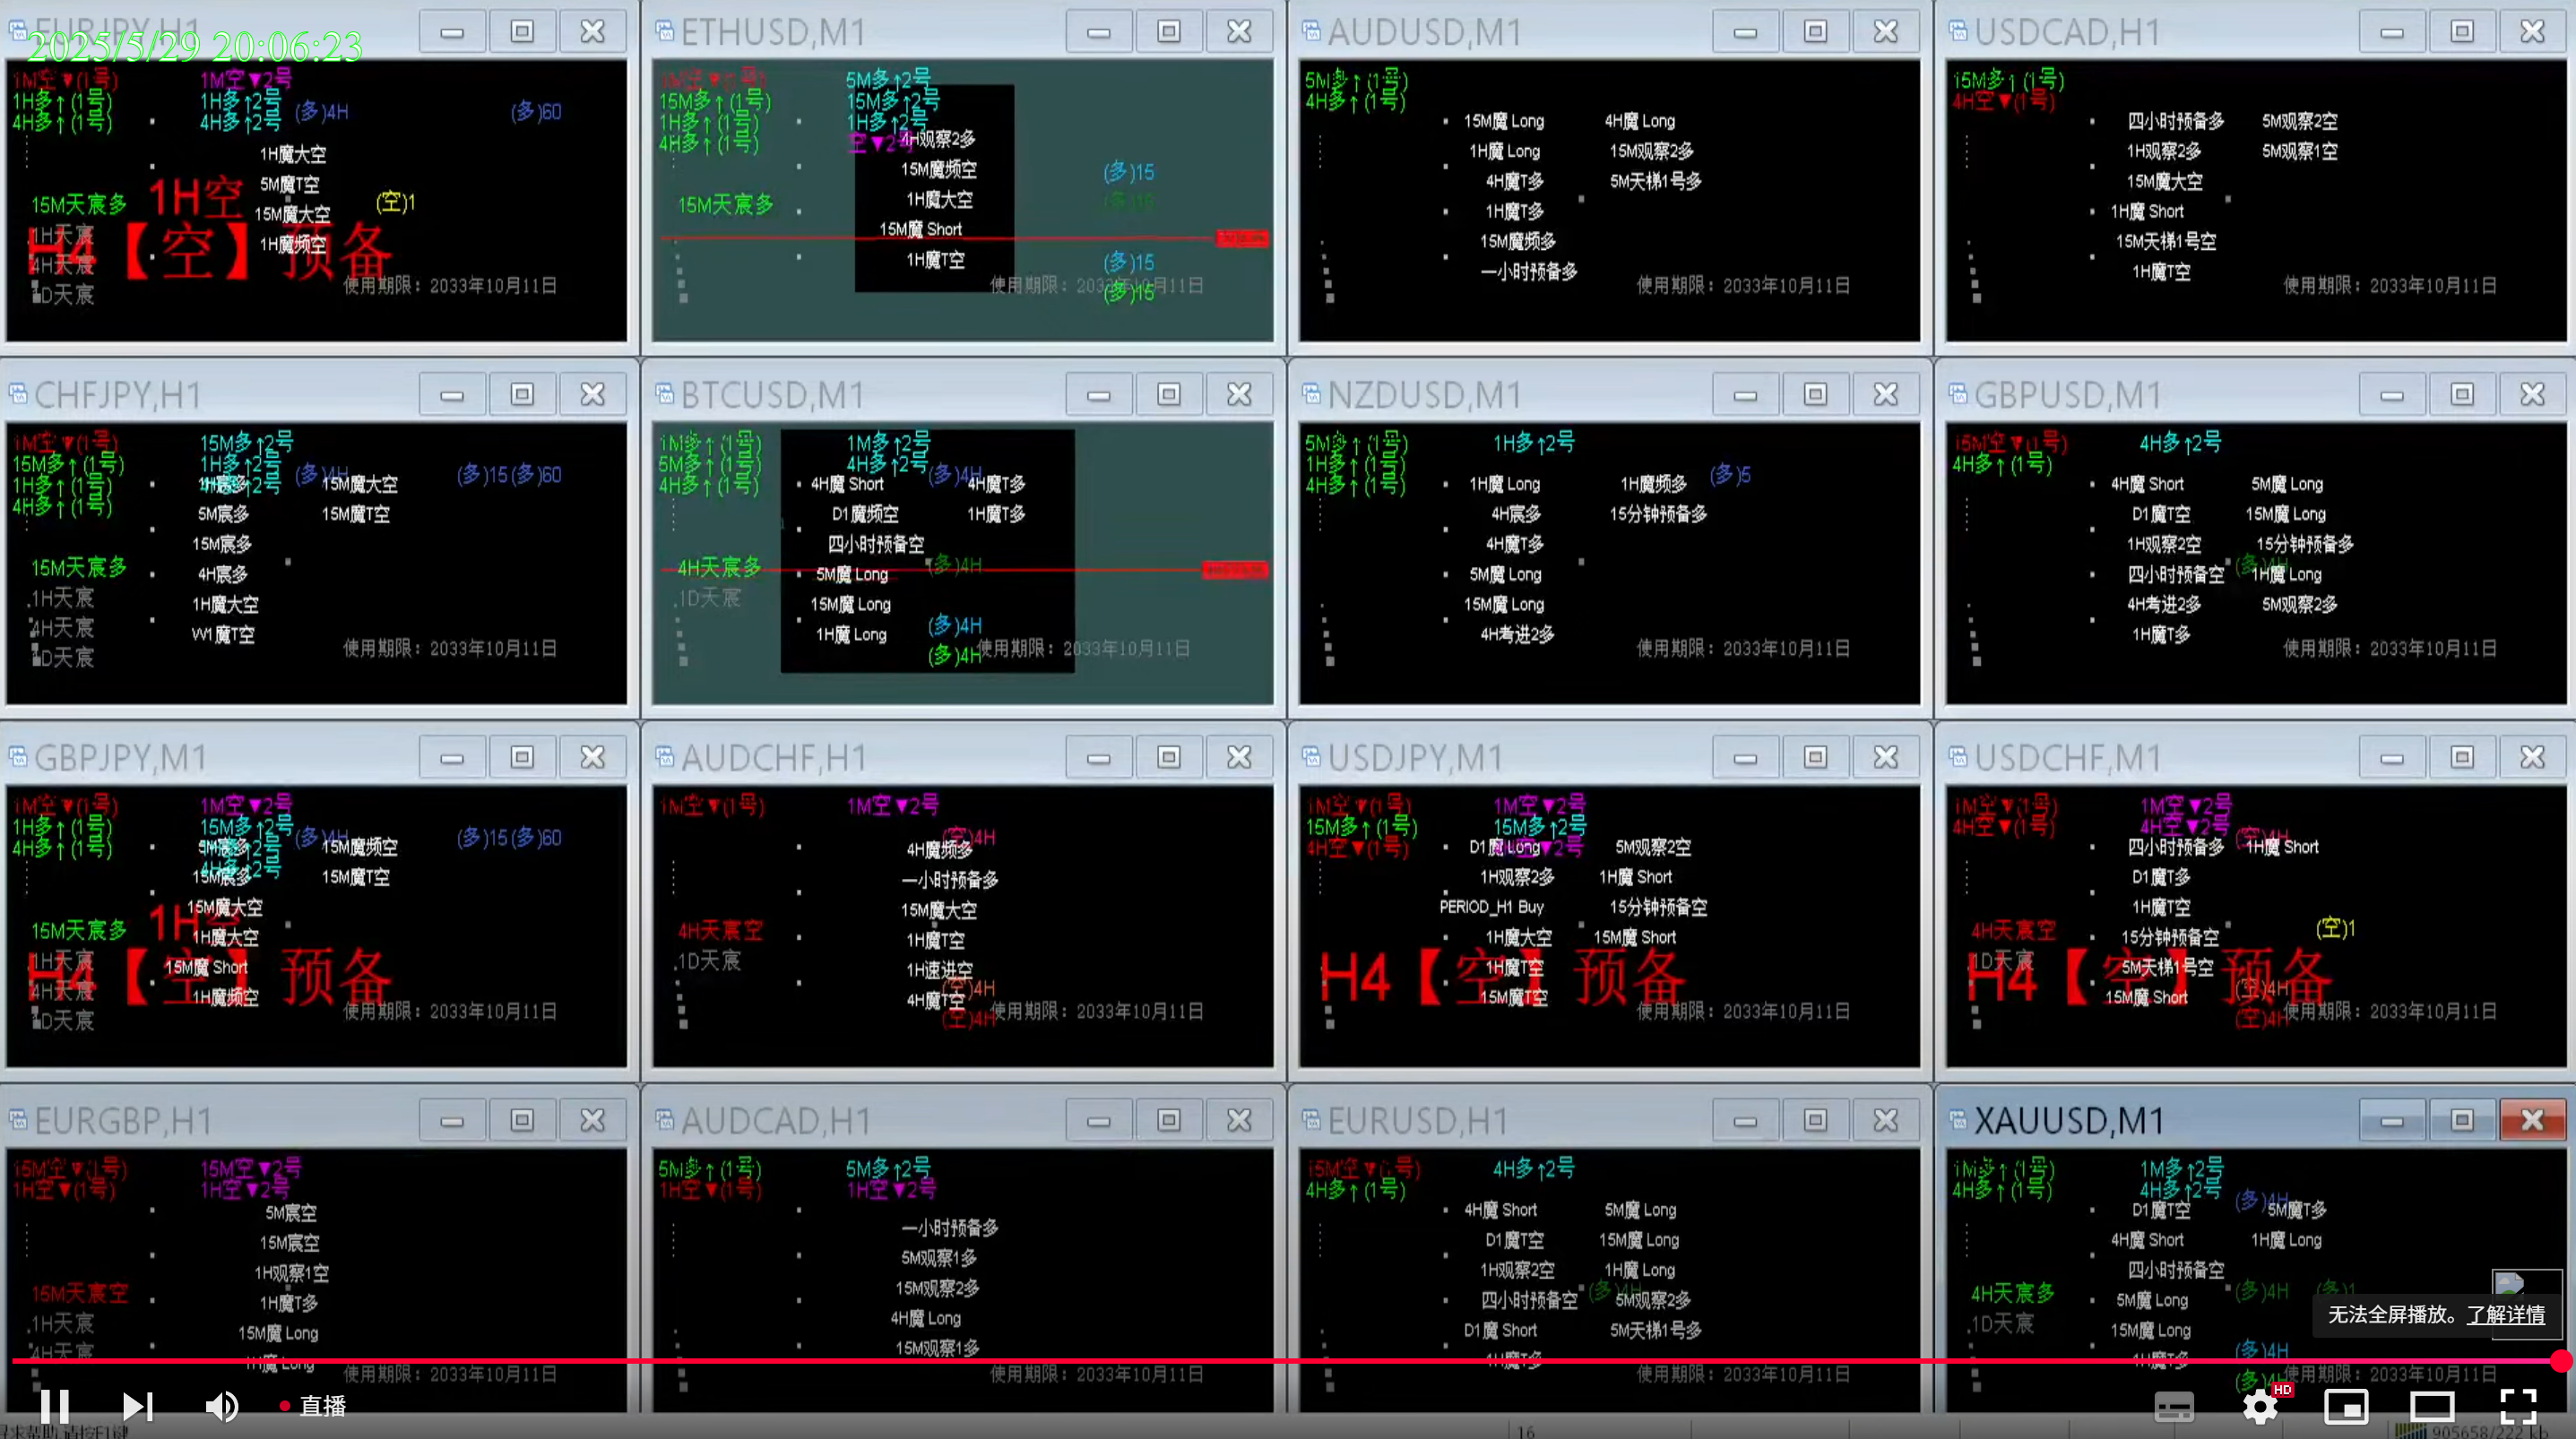 EURJPY,H1
2025/5/29 20:06:23
1M空▼(1号) 1M空▼2号
1H多↑(1号) 1H多↑2号
4H多↑(1号) 4H多↑2号 (多)4H (多)60
1H魔大空
5M魔T空
15M天宸多 1H空 15M魔大空 (空)1
1H天宸 1H魔频空
H4【空】预备
4H天宸
1D天宸 使用期限：2033年10月11日
ETHUSD,M1
5M多↑2号
15M多↑(1号) 15M多↑2号
1H多↑(1号) 1H多↑2号
4H多↑(1号) 空▼2号 4H观察2多
15M魔频空 (多)15
15M天宸多 1H魔大空
15M魔 Short
1H魔T空 (多)15
使用期限：2033年10月11日 (多)15
AUDUSD,M1
5M多↑(1号)
4H多↑(1号)
15M魔 Long 4H魔 Long
1H魔 Long 15M观察2多
4H魔T多 5M天梯1号多
1H魔T多
15M魔频多
一小时预备多
使用期限：2033年10月11日
USDCAD,H1
15M多↑(1号)
4H空▼(1号)
四小时预备多 5M观察2空
1H观察2多 5M观察1空
15M魔大空
1H魔 Short
15M天梯1号空
1H魔T空
使用期限：2033年10月11日
CHFJPY,H1
1M空▼(1号) 15M多↑2号
15M多↑(1号) 1H多↑2号 (多)4H (多)15 (多)60
1H多↑(1号) 15M魔大空
4H多↑(1号)
5M宸多 15M魔T空
15M宸多
15M天宸多 4H宸多
.1H天宸 1H魔大空
4H天宸 W1魔T空
1D天宸 使用期限：2033年10月11日
BTCUSD,M1
1M多↑(1号) 1M多↑2号
5M多↑(1号) 4H多↑2号 (多)4H
4H多↑(1号) 4H魔 Short 4H魔T多
D1魔频空 1H魔T多
四小时预备空
4H天宸多 5M魔 Long (多)4H
.1D天宸 15M魔 Long
1H魔 Long (多)4H
(多)4H 使用期限：2033年10月11日
NZDUSD,M1
5M多↑(1号) 1H多↑2号
1H多↑(1号) (多)5
4H多↑(1号) 1H魔 Long 1H魔频多
4H宸多 15分钟预备多
4H魔T多
5M魔 Long
15M魔 Long
4H考进2多
使用期限：2033年10月11日
GBPUSD,M1
15M空▼(1号) 4H多↑2号
4H多↑(1号)
4H魔 Short 5M魔 Long
D1魔T空 15M魔 Long
1H观察2空 15分钟预备多
四小时预备空 (多)4H 1H魔 Long
4H考进2多 5M观察2多
1H魔T多
使用期限：2033年10月11日
GBPJPY,M1
1M空▼(1号) 1M空▼2号
1H多↑(1号) 15M多↑2号 (多)4H (多)15 (多)60
4H多↑(1号) 5M宸多 15M魔频空
15M宸多 15M魔T空
15M魔大空
15M天宸多 1H空 1H魔大空
1H天宸 15M魔 Short
H4【空】预备
4H天宸 1H魔频空
1D天宸 使用期限：2033年10月11日
AUDCHF,H1
1M空▼(1号) 1M空▼2号
(空)4H
4H魔频多
一小时预备多
15M魔大空
4H天宸空 1H魔T空
.1D天宸 1H速进空
(空)4H
4H魔T空
(空)4H 使用期限：2033年10月11日
USDJPY,M1
1M空▼(1号) 1M空▼2号
15M多↑(1号) 15M多↑2号
4H空▼(1号) D1魔 Long 5M观察2空
1H观察2多 1H魔 Short
PERIOD_H1 Buy 15分钟预备空
1H魔大空 15M魔 Short
1H魔T空
H4【空】预备
15M魔T空
使用期限：2033年10月11日
USDCHF,M1
1M空▼(1号) 1M空▼2号
4H空▼(1号) 4H空▼2号 (空)4H
四小时预备多 1H魔 Short
D1魔T多
1H魔T空
4H天宸空 15分钟预备空 (空)1
.1D天宸 5M天梯1号空
H4【空】预备
15M魔 Short (空)4H
(空)4H 使用期限：2033年10月11日
EURGBP,H1
15M空▼(1号) 15M空▼2号
1H空▼(1号) 1H空▼2号
5M宸空
15M宸空
1H观察1空
15M天宸空 1H魔T多
.1H天宸 15M魔 Long
4H天宸 1H魔 Long
使用期限：2033年10月11日
AUDCAD,H1
5M多↑(1号) 5M多↑2号
1H空▼(1号) 1H空▼2号
一小时预备多
5M观察1多
15M观察2多
4H魔 Long
15M观察1多
使用期限：2033年10月11日
EURUSD,H1
15M空▼(1号) 4H多↑2号
4H多↑(1号)
4H魔 Short 5M魔 Long
D1魔T空 15M魔 Long
1H观察2空 1H魔 Long
四小时预备空 (多)4H 5M观察2多
D1魔 Short 5M天梯1号多
1H魔T多
使用期限：2033年10月11日
XAUUSD,M1
1M多↑(1号) 1M多↑2号
4H多↑(1号) 4H多↑2号 (多)4H
D1魔T空 5M魔T多
4H魔 Short 1H魔 Long
四小时预备空
4H天宸多 5M魔 Long (多)4H (多)1
.1D天宸 15M魔 Long
1H魔T多 (多)4H
使用期限：2033年10月11日
无法全屏播放。了解详情
直播
HD
16
905658/222 kb